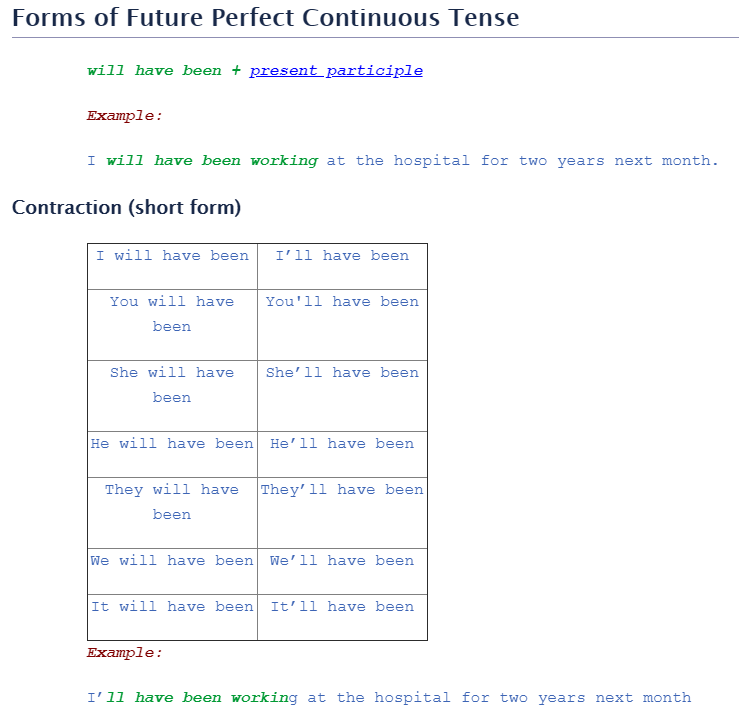 Forms of Future Perfect Continuous Tense
will have been + present participle
Example:
I will have been working at the hospital for two years next month.
Contraction (short form)
I will have been I’ll have been
You will have You'll have been
been
She will have She’ll have been
been
He will have been He’ll have been
They will have They’ll have been
been
We will have been We’ll have been
It will have been It’ll have been
Example:
I’ll have been working at the hospital for two years next month